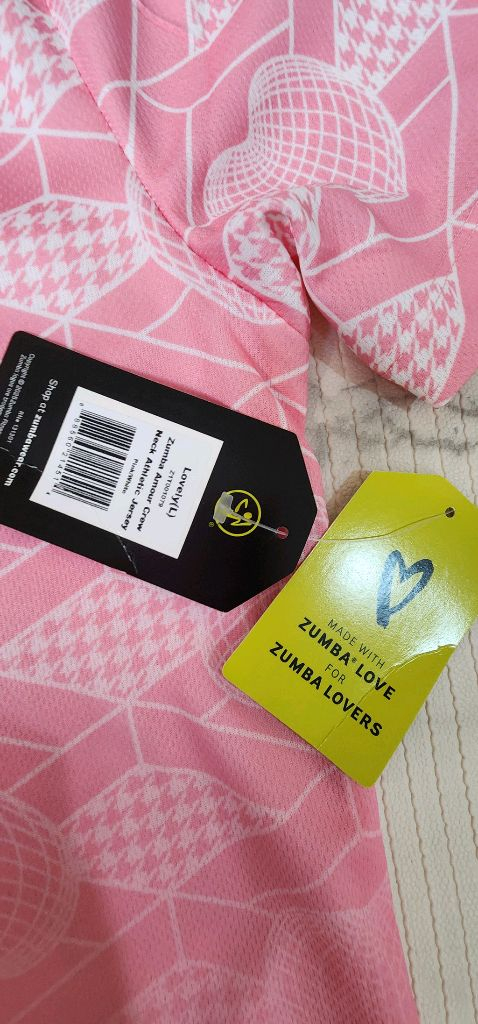 Lovely(L)
Z1T001079
Zumba Amour Crew
Neck Athletic Jersey
Pink/White
Shop at zumbawear.com
MADE WITH
ZUMBA® LOVE
FOR
ZUMBA LOVERS
®